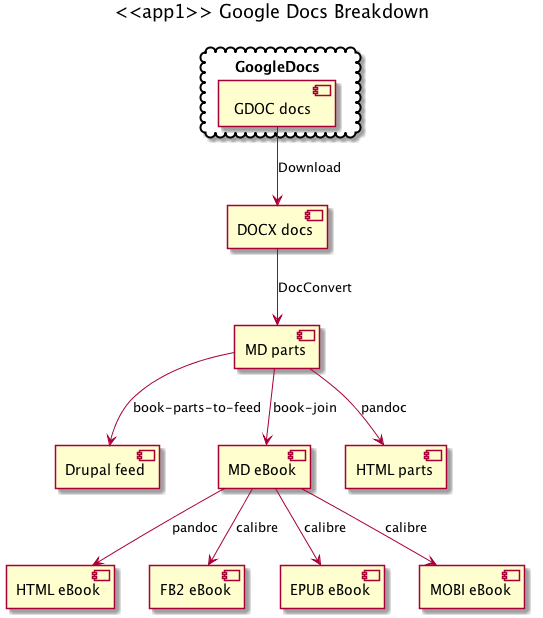 <<app1>> Google Docs Breakdown
GoogleDocs
GDOC docs
Download
DOCX docs
DocConvert
MD parts
book-parts-to-feed
book-join
pandoc
Drupal feed
MD eBook
HTML parts
pandoc
calibre
calibre
calibre
HTML eBook
FB2 eBook
EPUB eBook
MOBI eBook